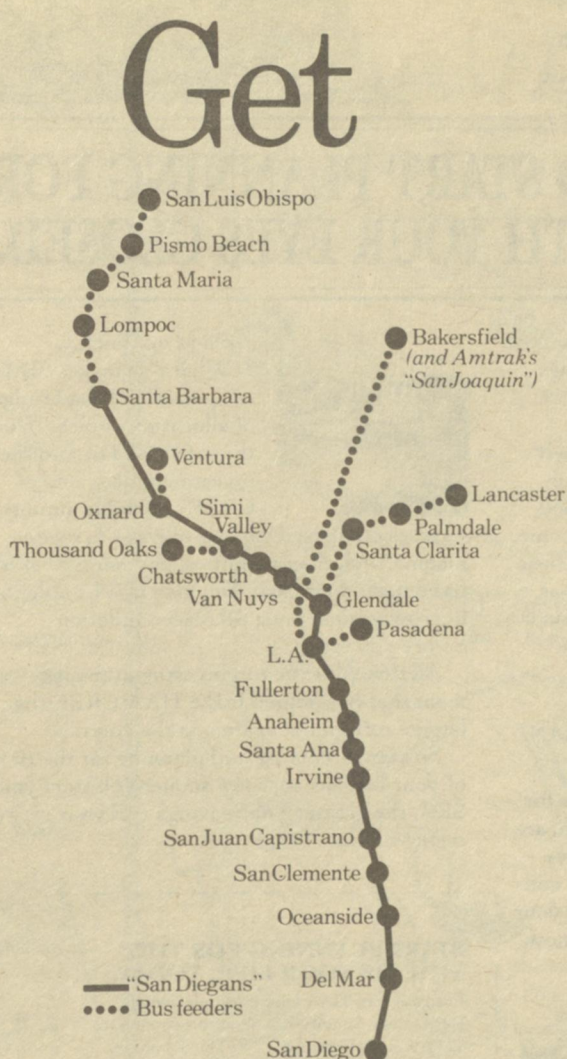 Get
San Luis Obispo
Pismo Beach
Santa Maria
Lompoc
Bakersfield
(and Amtrak's
"San Joaquin")
Santa Barbara
Ventura
Lancaster
Oxnard
Simi
Valley
Palmdale
Thousand Oaks
Santa Clarita
Chatsworth
Van Nuys
Glendale
Pasadena
L.A.
Fullerton
Anaheim
Santa Ana
Irvine
San Juan Capistrano
San Clemente
Oceanside
Del Mar
"San Diegans"
Bus feeders
San Diego